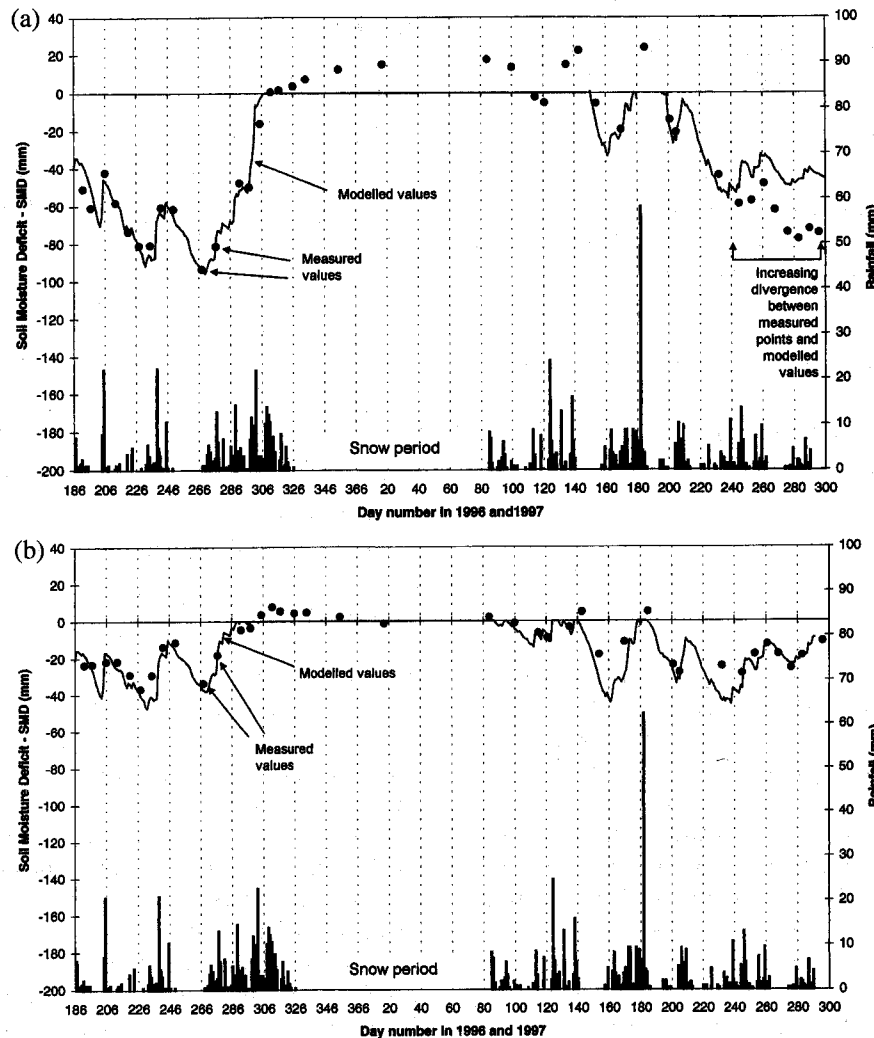 (a)
Soil Moisture Deficit - SMD (mm)
40
20
0
-20
-40
-60
-80
-100
-120
-140
-160
-180
-200
100
90
80
70
60
50
40
30
20
10
0
Rainfall (mm)
Modelled values
Measured
values
Increasing
divergence
between
measured
points and
modelled
values
Snow period
186 206 226 246 266 286 306 326 346 366 20 40 60 80 100 120 140 160 180 200 220 240 260 280 300
Day number in 1996 and1997
(b)
Soil Moisture Deficit - SMD (mm)
40
20
0
-20
-40
-60
-80
-100
-120
-140
-160
-180
-200
100
90
80
70
60
50
40
30
20
10
0
Rainfall (mm)
Modelled values
Measured
values
Snow period
186 206 226 246 266 286 306 326 346 366 20 40 60 80 100 120 140 160 180 200 220 240 260 280 300
Day number in 1996 and 1997